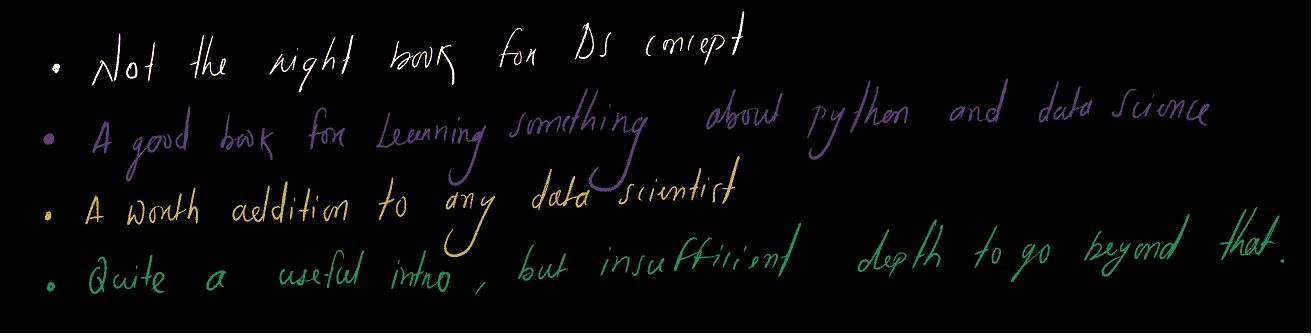 • Not the right book for DS concept
• A good book for Learning something about python and data science
• A worth addition to any data scientist
• Quite a useful intro, but insufficient depth to go beyond that.